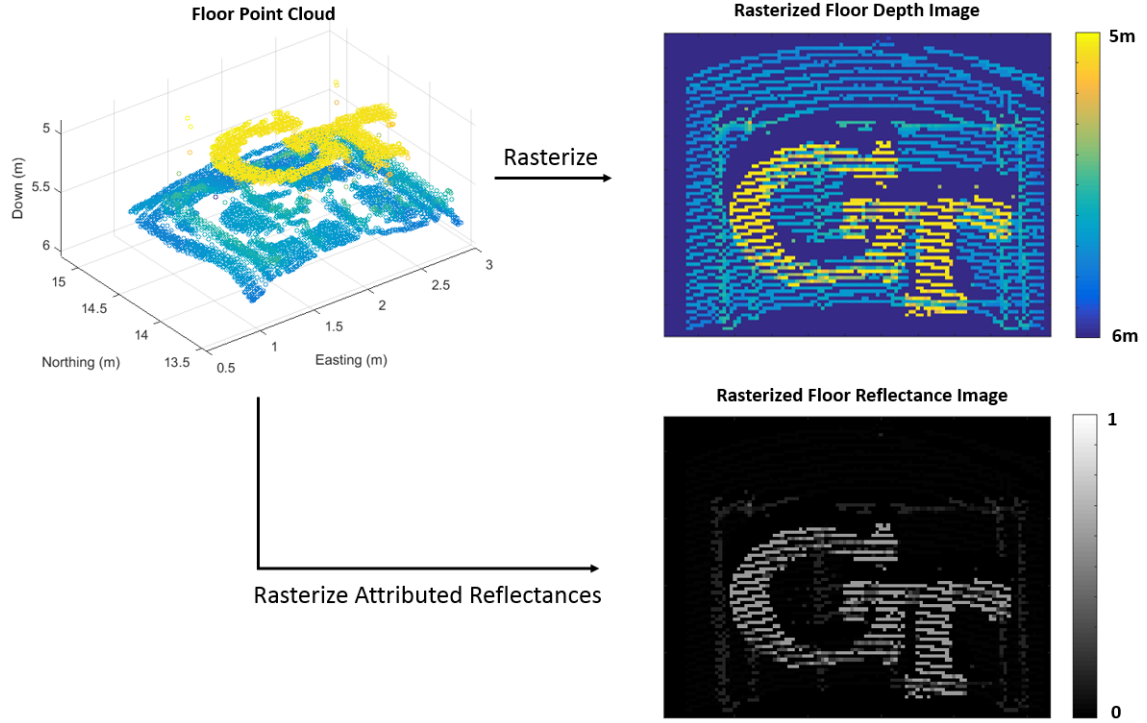 Floor Point Cloud
5
5.5
6
Down (m)
15
14.5
14
13.5
Northing (m)
0.5
1
1.5
2
2.5
3
Easting (m)
Rasterize
Rasterized Floor Depth Image
GT
5m
6m
Rasterize Attributed Reflectances
Rasterized Floor Reflectance Image
GT
1
0